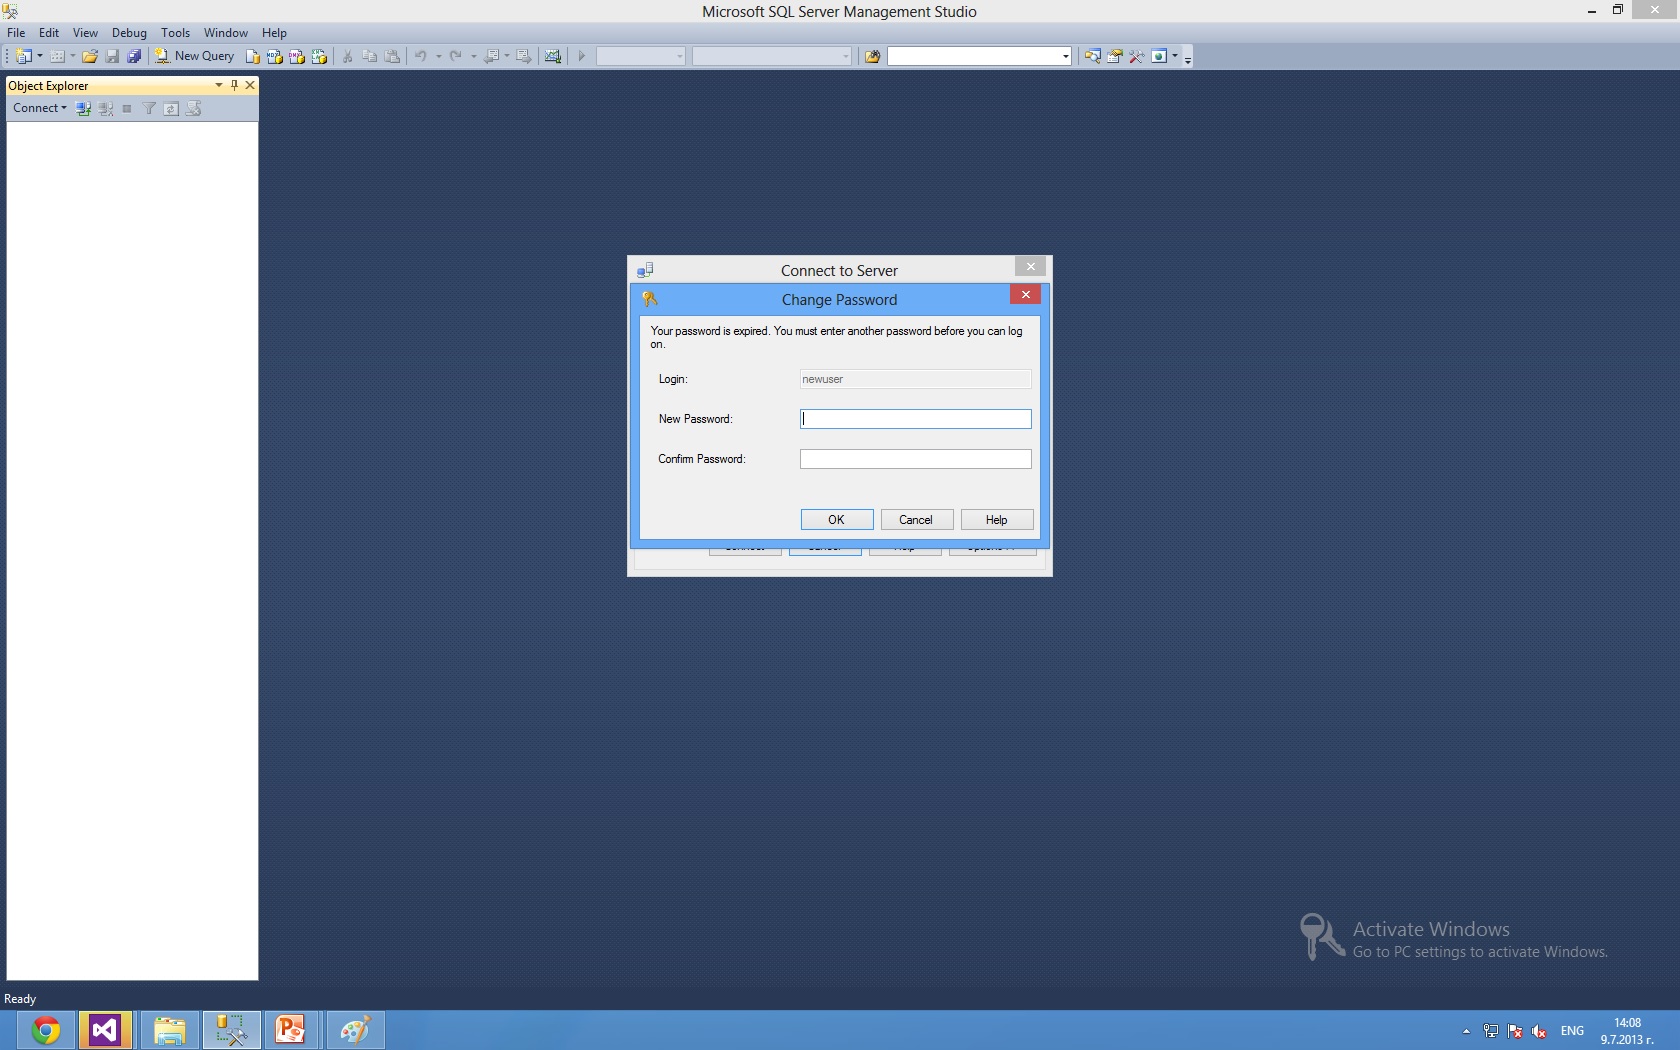 Microsoft SQL Server Management Studio
File Edit View Debug Tools Window Help
New Query
Object Explorer
Connect
Connect to Server
Change Password
Your password is expired. You must enter another password before you can log
on.
Login: newuser
New Password:
Confirm Password:
OK Cancel Help
Activate Windows
Go to PC settings to activate Windows.
Ready
ENG
14:08
9.7.2013 г.